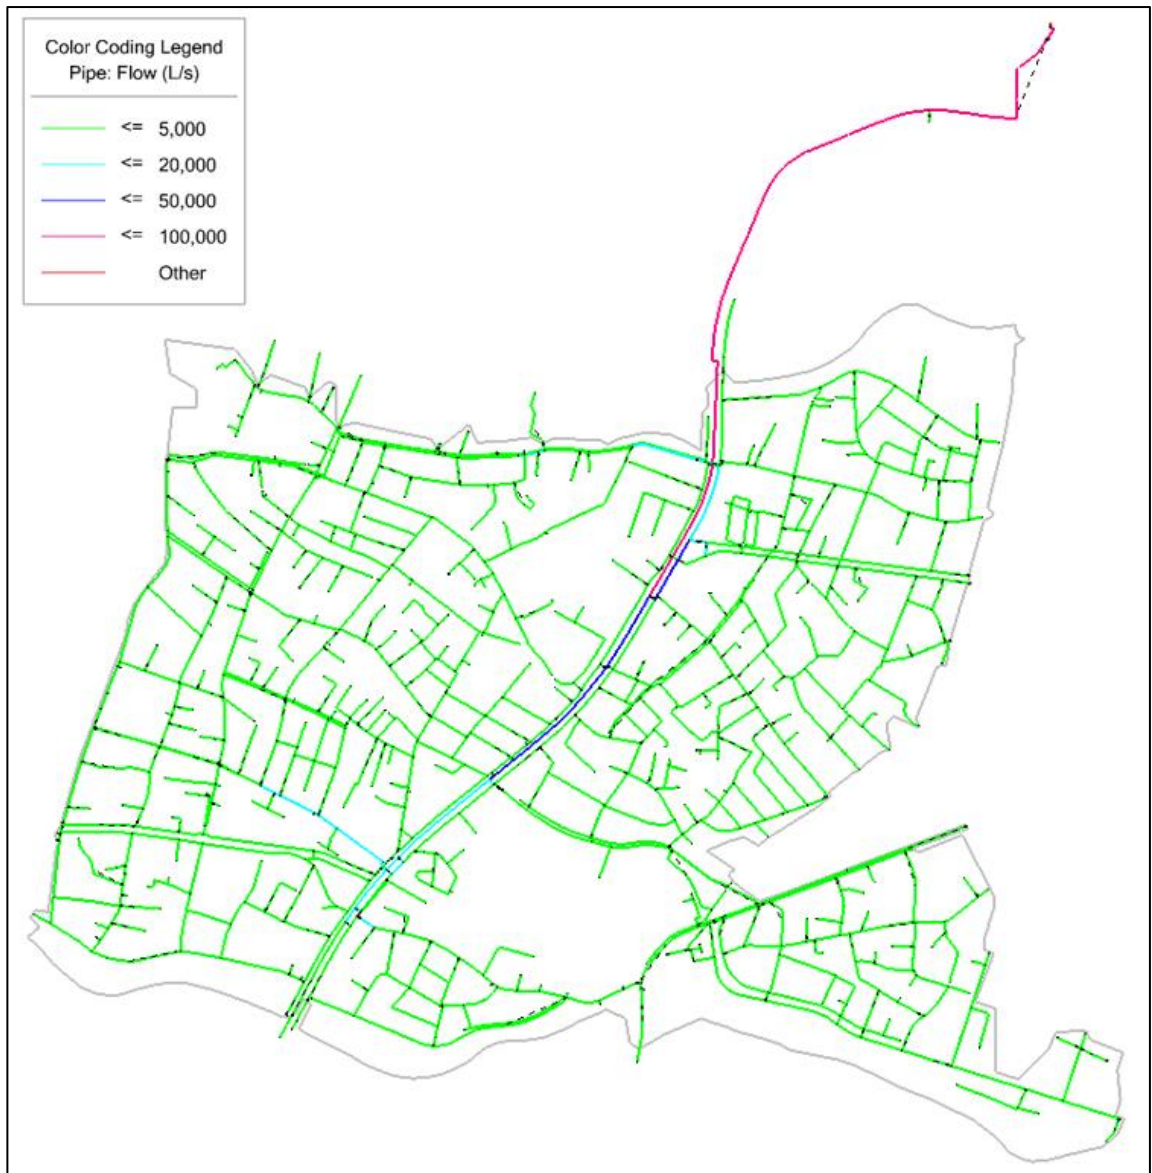 Color Coding Legend
Pipe: Flow (L/s)
<= 5,000
<= 20,000
<= 50,000
<= 100,000
Other